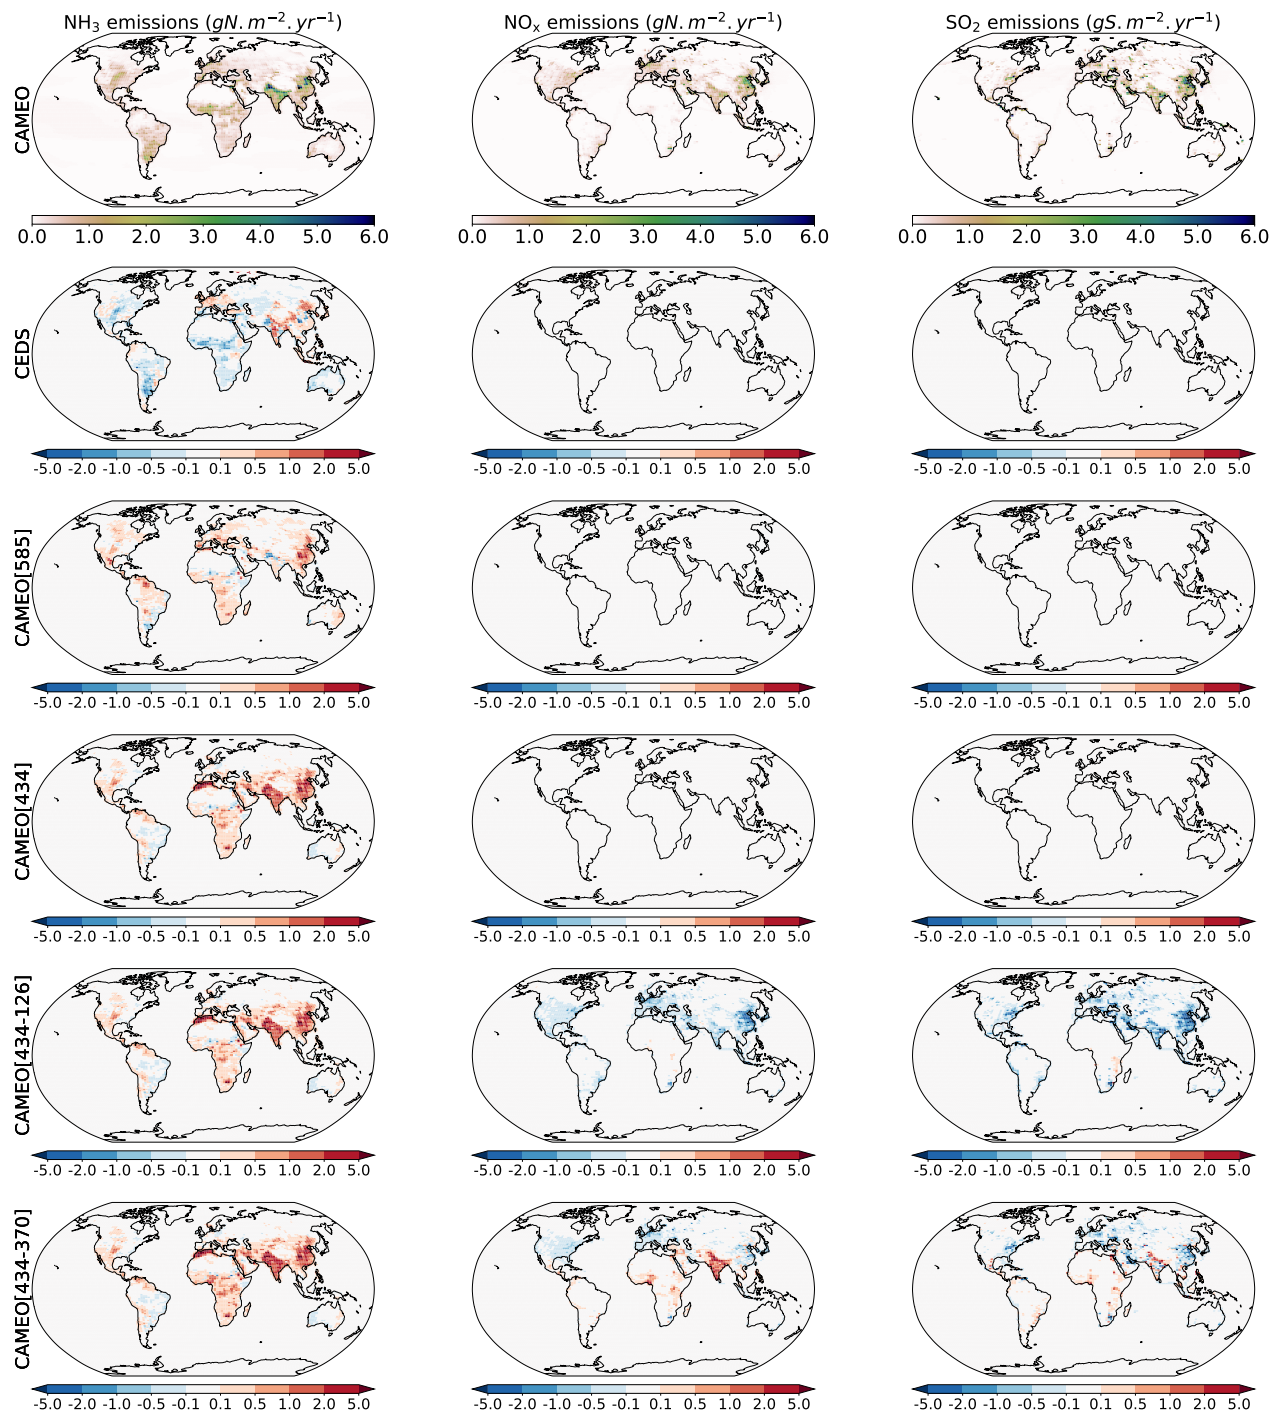 NH₃ emissions (gN.m⁻².yr⁻¹) NOₓ emissions (gN.m⁻².yr⁻¹) SO₂ emissions (gS.m⁻².yr⁻¹)
CAMEO
0.0 1.0 2.0 3.0 4.0 5.0 6.0 0.0 1.0 2.0 3.0 4.0 5.0 6.0 0.0 1.0 2.0 3.0 4.0 5.0 6.0
CEDS
-5.0 -2.0 -1.0 -0.5 -0.1 0.1 0.5 1.0 2.0 5.0 -5.0 -2.0 -1.0 -0.5 -0.1 0.1 0.5 1.0 2.0 5.0 -5.0 -2.0 -1.0 -0.5 -0.1 0.1 0.5 1.0 2.0 5.0
CAMEO[585]
-5.0 -2.0 -1.0 -0.5 -0.1 0.1 0.5 1.0 2.0 5.0 -5.0 -2.0 -1.0 -0.5 -0.1 0.1 0.5 1.0 2.0 5.0 -5.0 -2.0 -1.0 -0.5 -0.1 0.1 0.5 1.0 2.0 5.0
CAMEO[434]
-5.0 -2.0 -1.0 -0.5 -0.1 0.1 0.5 1.0 2.0 5.0 -5.0 -2.0 -1.0 -0.5 -0.1 0.1 0.5 1.0 2.0 5.0 -5.0 -2.0 -1.0 -0.5 -0.1 0.1 0.5 1.0 2.0 5.0
CAMEO[434-126]
-5.0 -2.0 -1.0 -0.5 -0.1 0.1 0.5 1.0 2.0 5.0 -5.0 -2.0 -1.0 -0.5 -0.1 0.1 0.5 1.0 2.0 5.0 -5.0 -2.0 -1.0 -0.5 -0.1 0.1 0.5 1.0 2.0 5.0
CAMEO[434-370]
-5.0 -2.0 -1.0 -0.5 -0.1 0.1 0.5 1.0 2.0 5.0 -5.0 -2.0 -1.0 -0.5 -0.1 0.1 0.5 1.0 2.0 5.0 -5.0 -2.0 -1.0 -0.5 -0.1 0.1 0.5 1.0 2.0 5.0